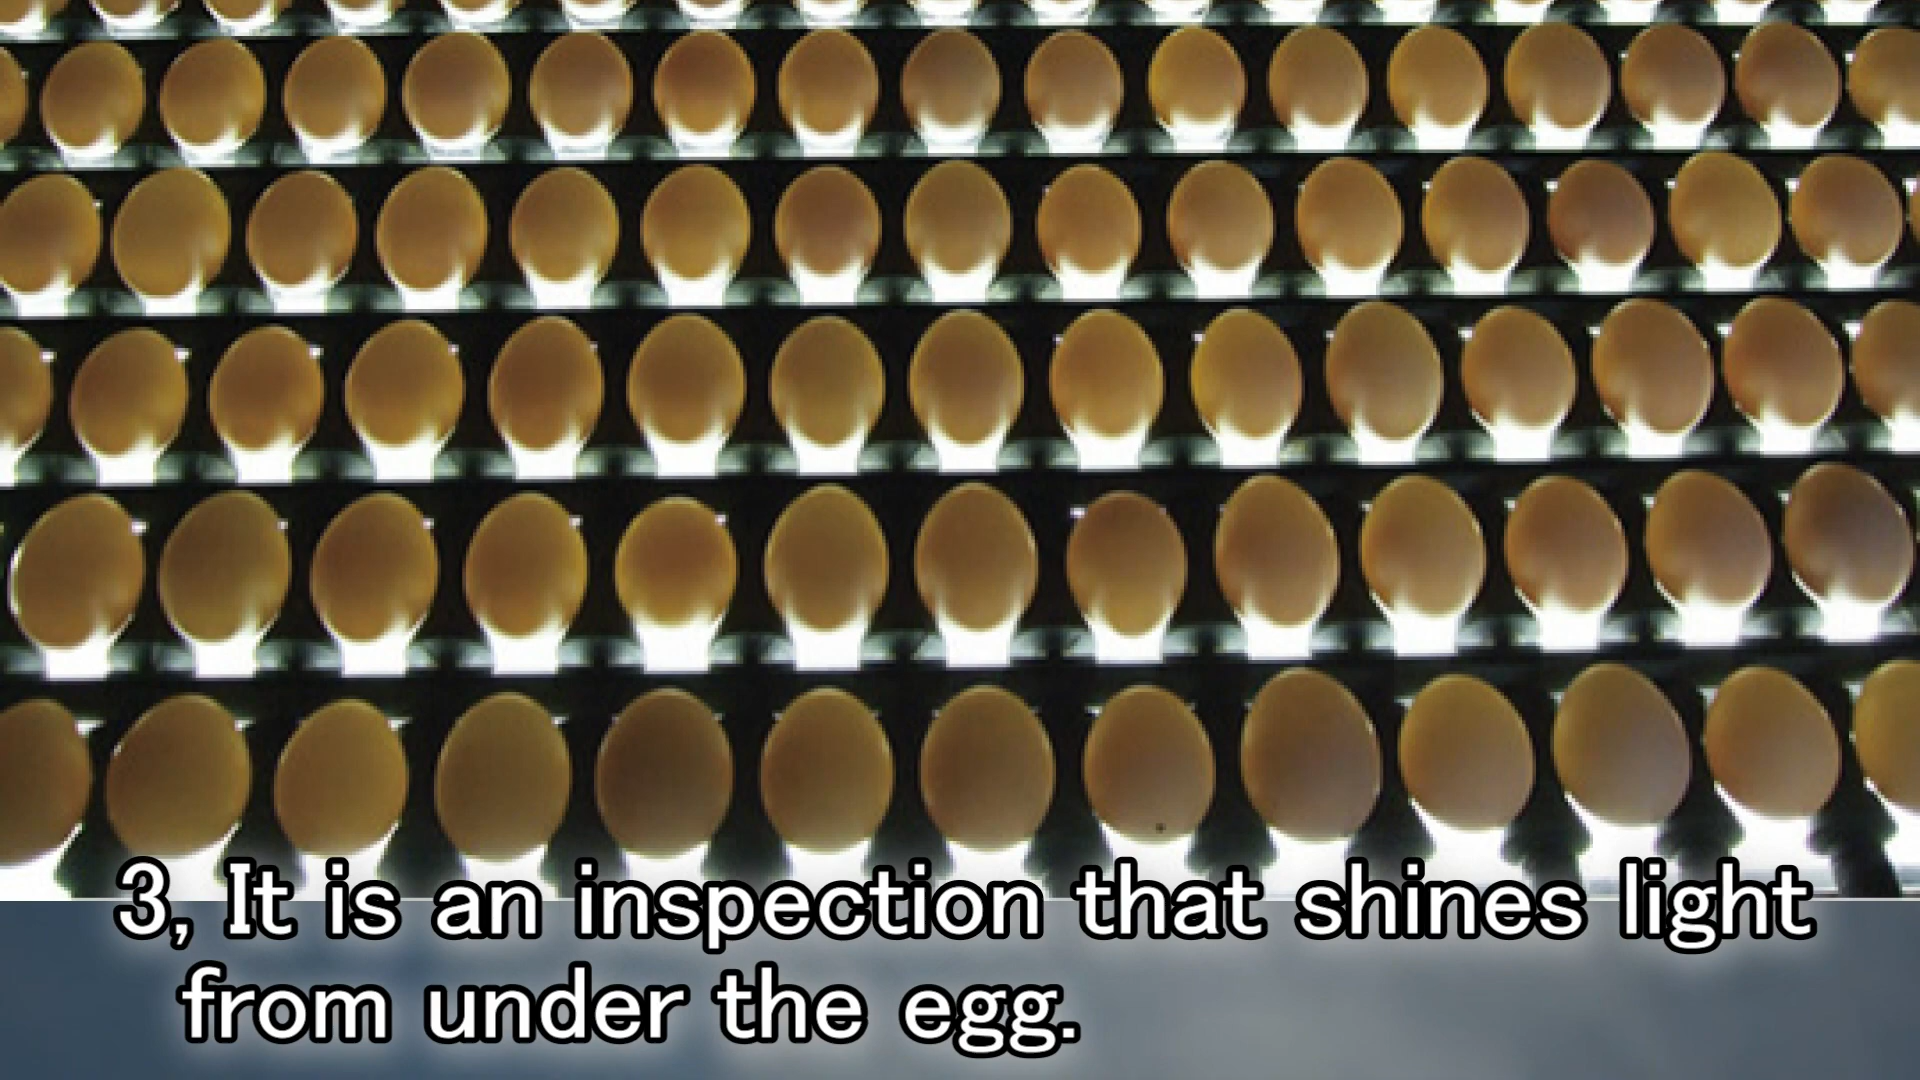 3, It is an inspection that shines light
from under the egg.